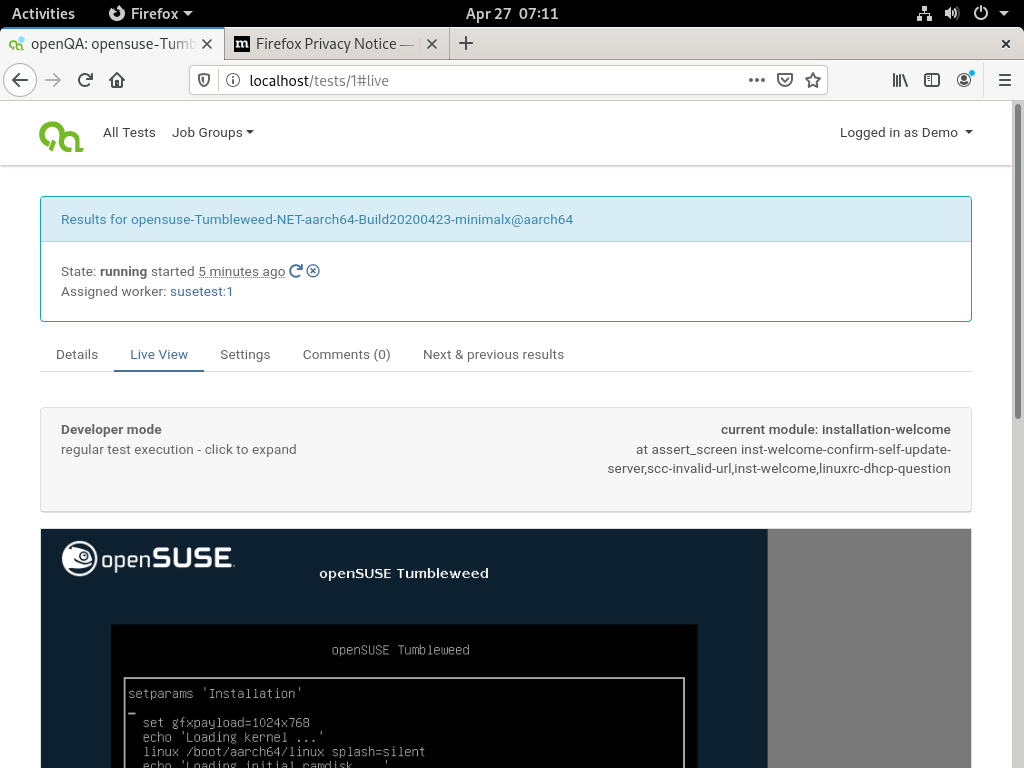 Activities
Firefox
Apr 27 07:11
openQA: opensuse-Tumb
m
Firefox Privacy Notice —
localhost/tests/1#live
All Tests
Job Groups
Logged in as Demo
Results for opensuse-Tumbleweed-NET-aarch64-Build20200423-minimalx@aarch64
State: running started 5 minutes ago
Assigned worker: susetest:1
Details
Live View
Settings
Comments (0)
Next & previous results
Developer mode
regular test execution - click to expand
current module: installation-welcome
at assert_screen inst-welcome-confirm-self-update-
server,scc-invalid-url,inst-welcome,linuxrc-dhcp-question
openSUSE
openSUSE Tumbleweed
openSUSE Tumbleweed
setparams 'Installation'
set gfxpayload=1024x768
echo 'Loading kernel ...'
linux /boot/aarch64/linux splash=silent
echo 'Loading initial ramdisk ...'